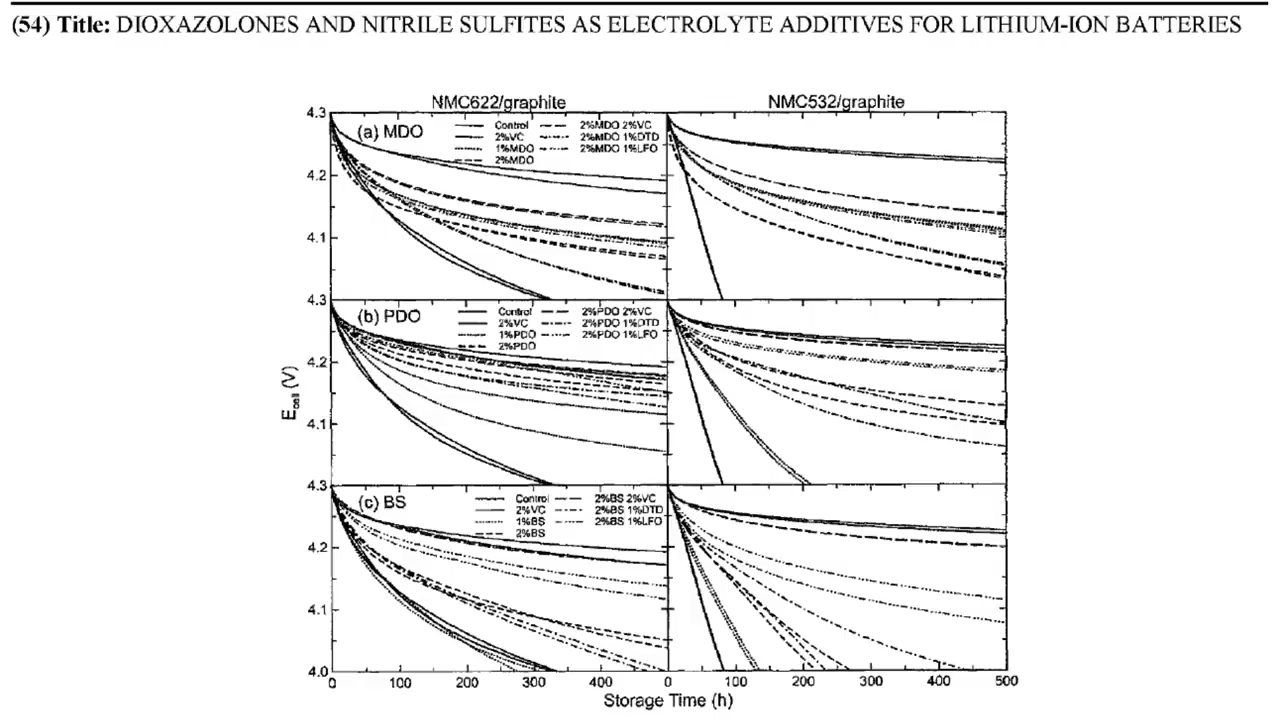 (54) Title: DIOXAZOLONES AND NITRILE SULFITES AS ELECTROLYTE ADDITIVES FOR LITHIUM-ION BATTERIES
NMC622/graphite NMC532/graphite
4.3
(a) MDO
Control 2%MDO 2%VC
2%VC 2%MDO 1%DTD
1%MDO 2%MDO 1%LFO
2%MDO
4.2
4.1
4.3
(b) PDO
Control 2%PDO 2%VC
2%VC 2%PDO 1%DTD
1%PDO 2%PDO 1%LFO
2%PDO
4.2
Ecell (V)
4.1
4.3
(c) BS
Control 2%BS 2%VC
2%VC 2%BS 1%DTD
1%BS 2%BS 1%LFO
2%BS
4.2
4.1
4.0
0 100 200 300 400 0 100 200 300 400 500
Storage Time (h)